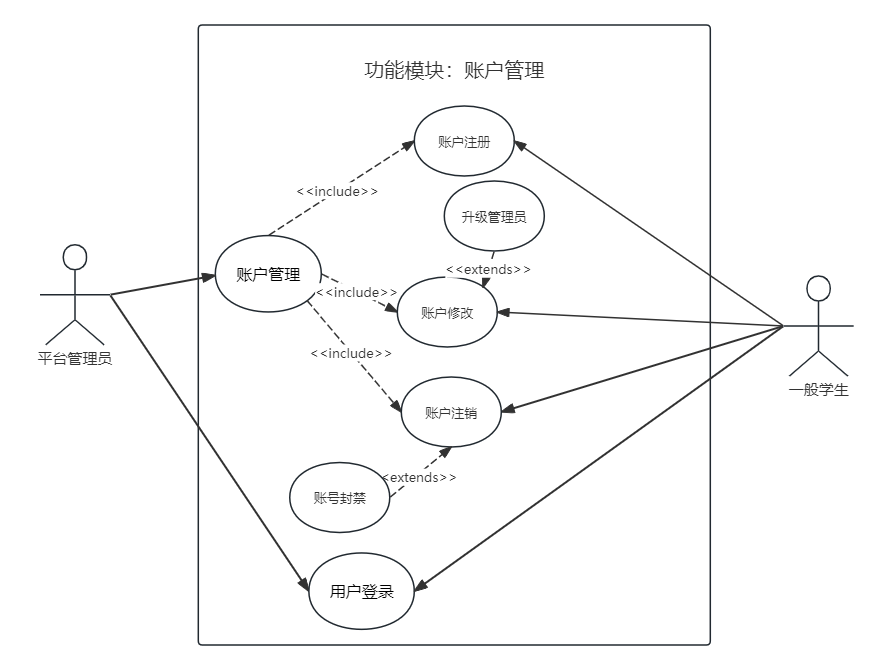 功能模块：账户管理
账户注册
<<include>>
升级管理员
<<extends>>
账户管理
<<include>>
账户修改
<<include>>
平台管理员
一般学生
账户注销
<extends>>
账号封禁
用户登录